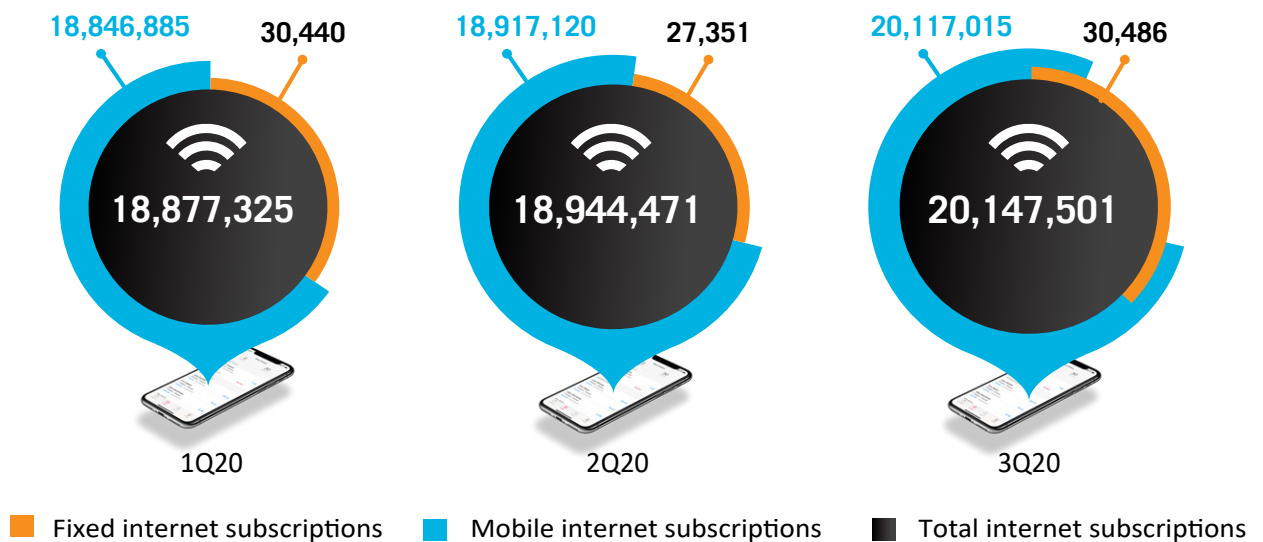 18,846,885
30,440
18,917,120
27,351
20,117,015
30,486
18,877,325
18,944,471
20,147,501
1Q20
2Q20
3Q20
Fixed internet subscriptions
Mobile internet subscriptions
Total internet subscriptions